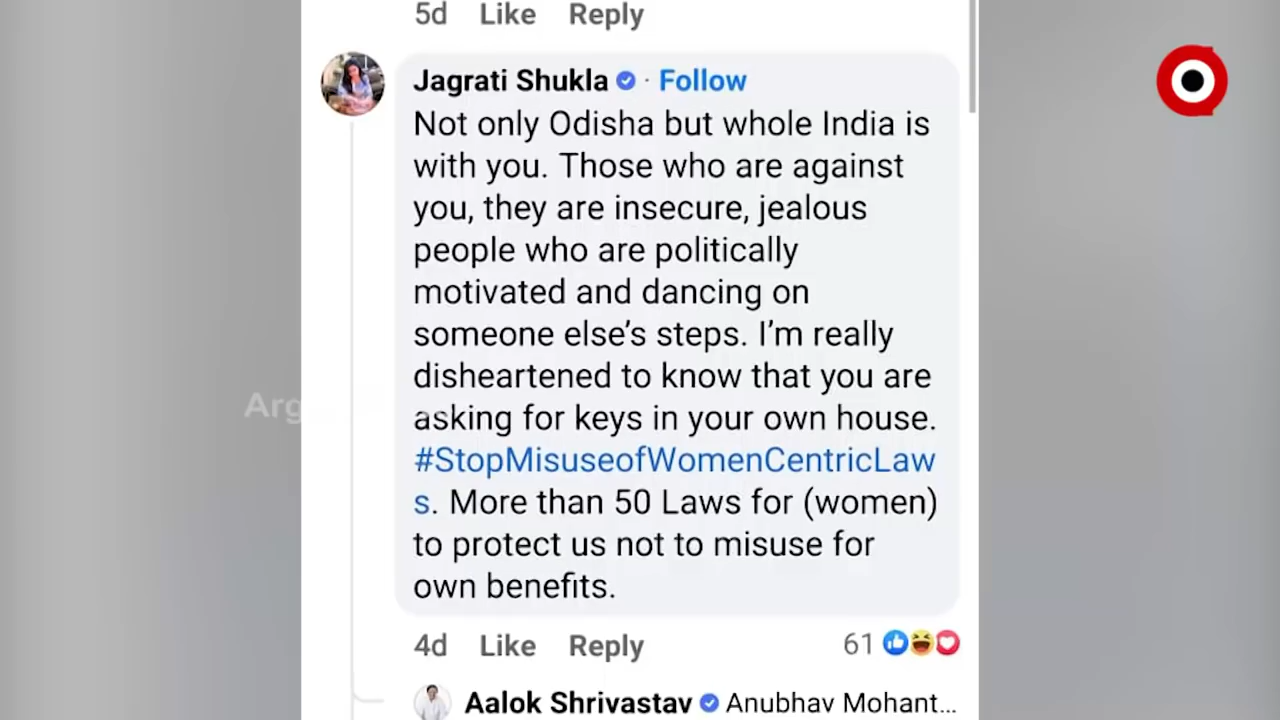 5d Like Reply
Jagrati Shukla · Follow
Not only Odisha but whole India is
with you. Those who are against
you, they are insecure, jealous
people who are politically
motivated and dancing on
someone else’s steps. I’m really
disheartened to know that you are
asking for keys in your own house.
#StopMisuseofWomenCentricLaw
s. More than 50 Laws for (women)
to protect us not to misuse for
own benefits.
4d Like Reply 61
Aalok Shrivastav Anubhav Mohant...